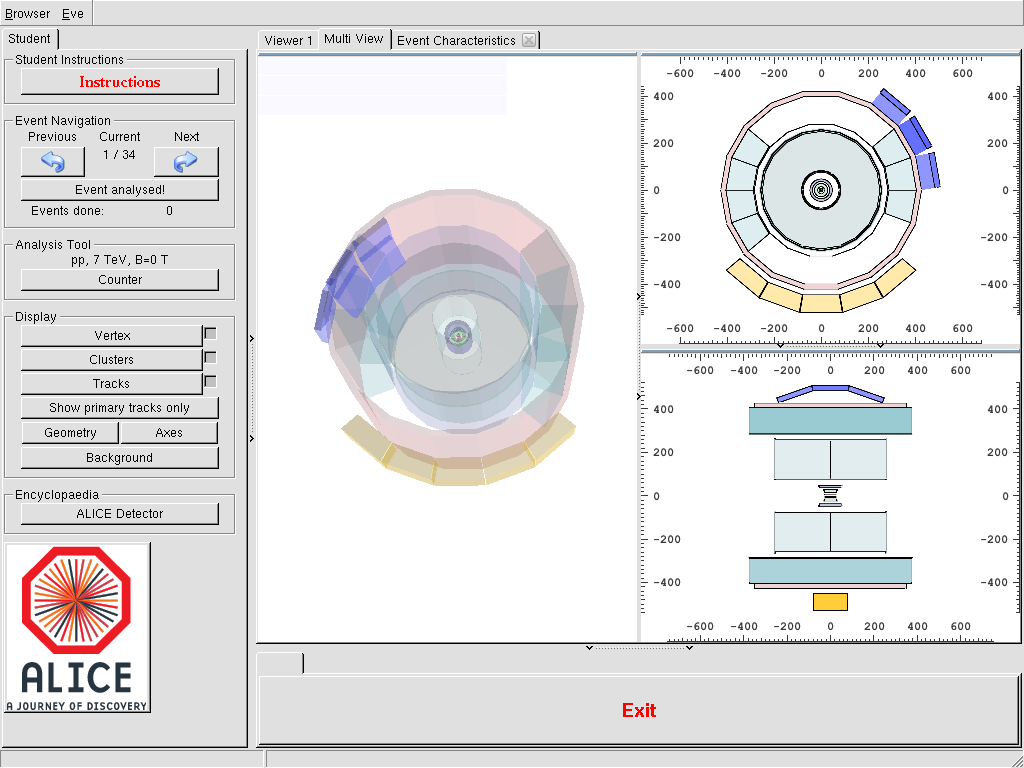 Browser Eve
Student
Viewer 1 Multi View Event Characteristics
Student Instructions
Instructions
Event Navigation
Previous Current Next
1 / 34
Event analysed!
Events done: 0
Analysis Tool
pp, 7 TeV, B=0 T
Counter
Display
Vertex
Clusters
Tracks
Show primary tracks only
Geometry Axes
Background
Encyclopaedia
ALICE Detector
ALICE
A JOURNEY OF DISCOVERY
-600 -400 -200 0 200 400 600
400 400
200 200
0 0
-200 -200
-400 -400
-600 -400 -200 0 200 400 600
-600 -400 -200 0 200 400 600
400 400
200 200
0 0
-200 -200
-400 -400
-600 -400 -200 0 200 400 600
Exit